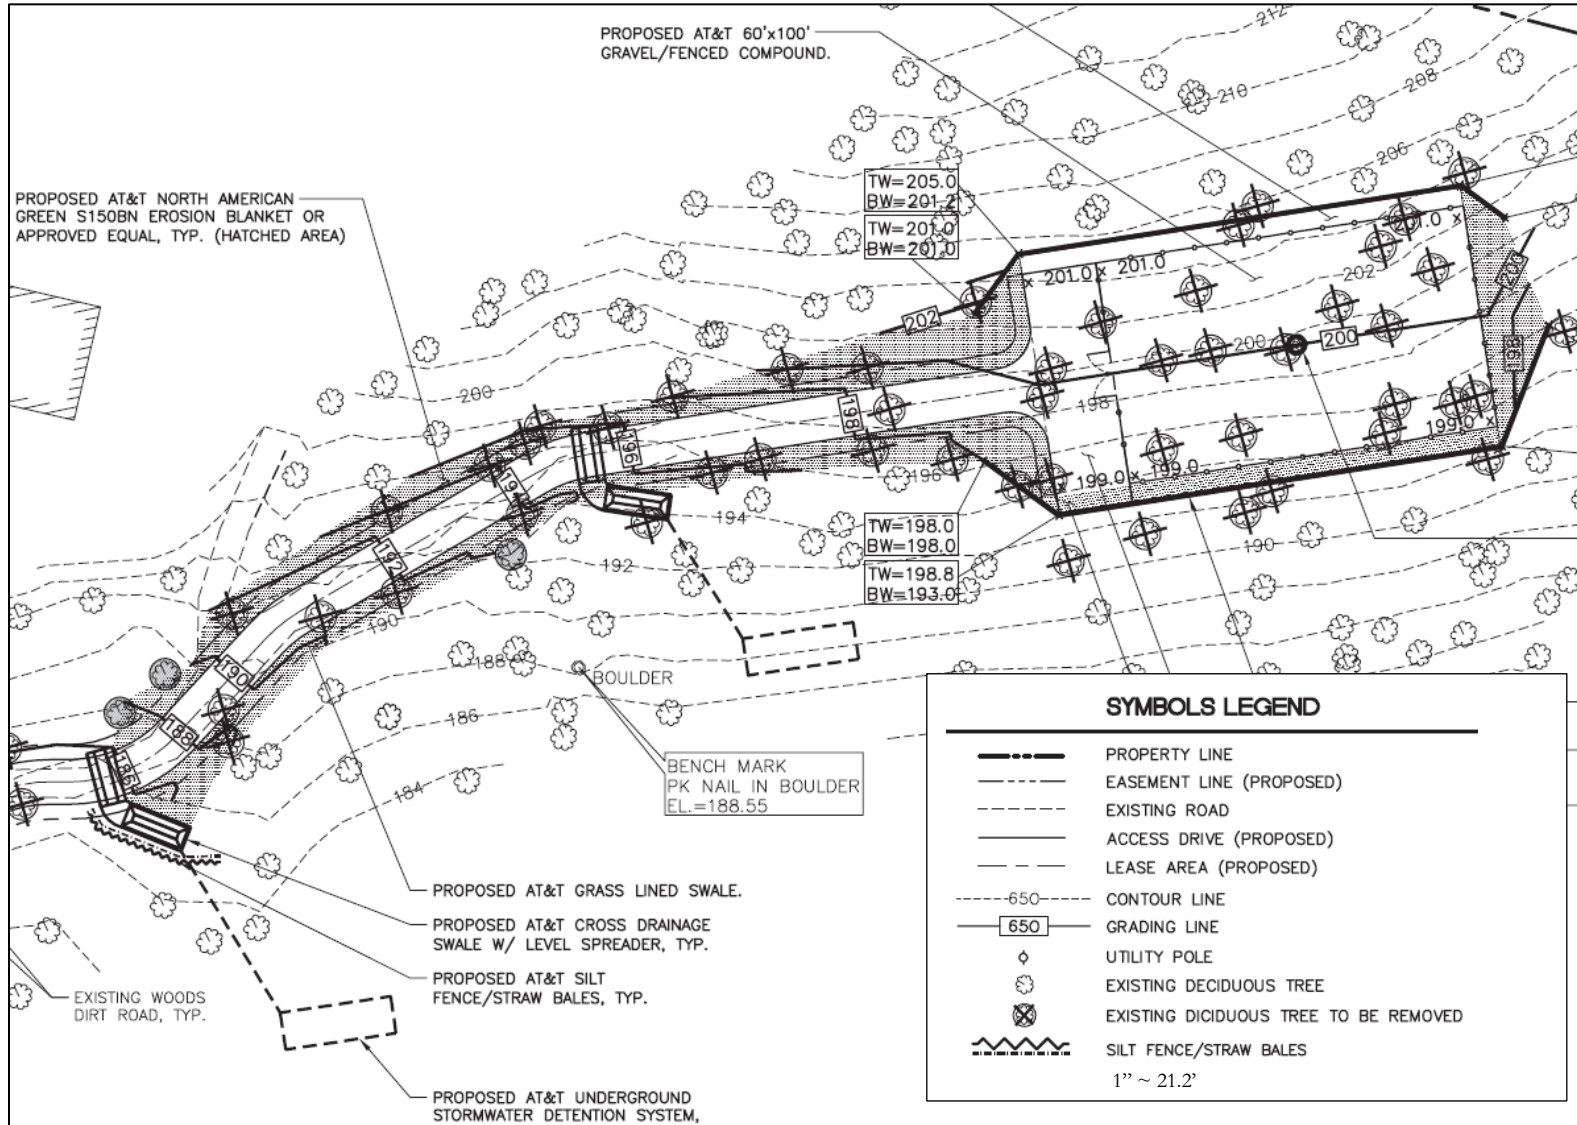 PROPOSED AT&T 60'x100'
GRAVEL/FENCED COMPOUND.
212
210
208
206
PROPOSED AT&T NORTH AMERICAN
GREEN S150BN EROSION BLANKET OR
APPROVED EQUAL, TYP. (HATCHED AREA)
TW=205.0
BW=201.2
TW=201.0
BW=201.0
201.0
201.0
201.0
202
202
200
200
200
198
198
199.0
199.0
199.0
196
196
194
194
192
192
190
190
190
188
188
186
186
184
TW=198.0
BW=198.0
TW=198.8
BW=193.0
BOULDER
BENCH MARK
PK NAIL IN BOULDER
EL.=188.55
PROPOSED AT&T GRASS LINED SWALE.
PROPOSED AT&T CROSS DRAINAGE
SWALE W/ LEVEL SPREADER, TYP.
PROPOSED AT&T SILT
FENCE/STRAW BALES, TYP.
EXISTING WOODS
DIRT ROAD, TYP.
PROPOSED AT&T UNDERGROUND
STORMWATER DETENTION SYSTEM,
SYMBOLS LEGEND
PROPERTY LINE
EASEMENT LINE (PROPOSED)
EXISTING ROAD
ACCESS DRIVE (PROPOSED)
LEASE AREA (PROPOSED)
650 CONTOUR LINE
650 GRADING LINE
UTILITY POLE
EXISTING DECIDUOUS TREE
EXISTING DICIDUOUS TREE TO BE REMOVED
SILT FENCE/STRAW BALES
1” ~ 21.2’